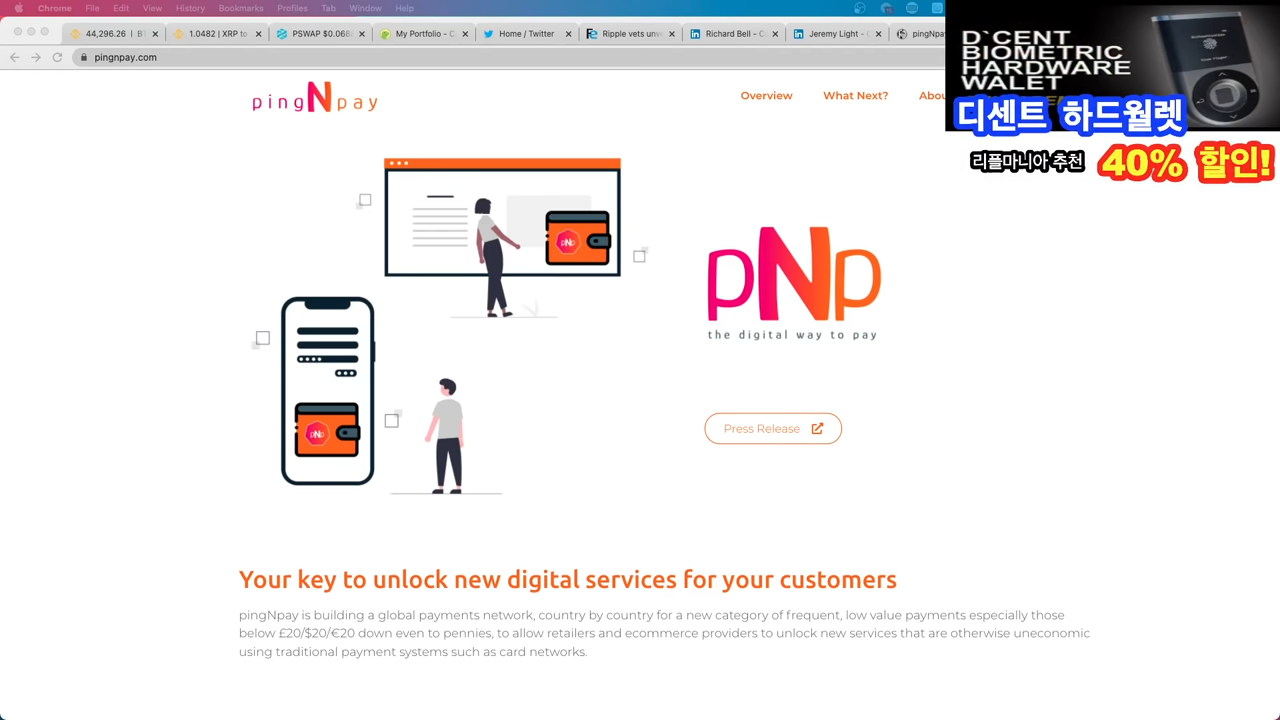 Chrome File Edit View History Bookmarks Profiles Tab Window Help
44,296.26 | BT
1.0482 | XRP to
PSWAP $0.068
My Portfolio - C
Home / Twitter
Ripple vets unve
Richard Bell - C
Jeremy Light - C
pingNpay
pingnpay.com
pingNpay
Overview What Next? Abou
D`CENT
BIOMETRIC
HARDWARE
WALET
디센트 하드월렛
리플마니아 추천 40% 할인!
pNp
pNp
the digital way to pay
pNp
Press Release
Your key to unlock new digital services for your customers
pingNpay is building a global payments network, country by country for a new category of frequent, low value payments especially those
below £20/$20/€20 down even to pennies, to allow retailers and ecommerce providers to unlock new services that are otherwise uneconomic
using traditional payment systems such as card networks.